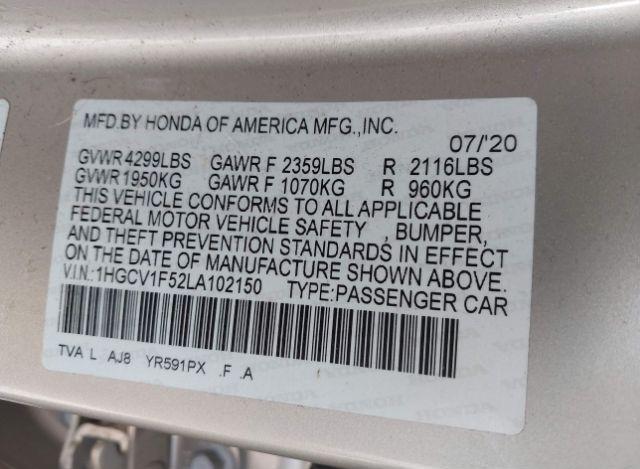 MFD.BY HONDA OF AMERICA MFG.,INC.
07/'20
GVWR 4299LBS GAWR F 2359LBS R 2116LBS
GVWR 1950KG GAWR F 1070KG R 960KG
THIS VEHICLE CONFORMS TO ALL APPLICABLE
FEDERAL MOTOR VEHICLE SAFETY , BUMPER,
AND THEFT PREVENTION STANDARDS IN EFFECT
ON THE DATE OF MANUFACTURE SHOWN ABOVE.
V.I.N.:1HGCV1F52LA102150 TYPE:PASSENGER CAR
TVA L AJ8 YR591PX .F .A